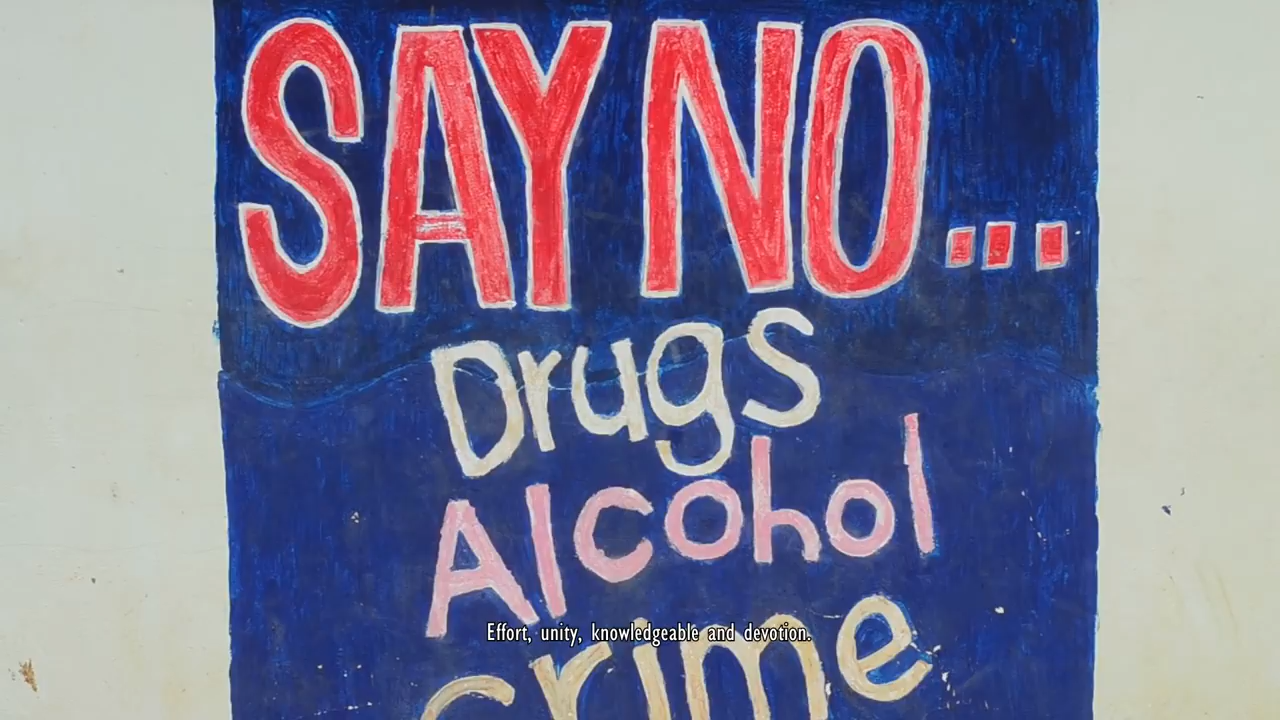 SAY NO...
Drugs
Alcohol
crime
Effort, unity, knowledgeable and devotion.